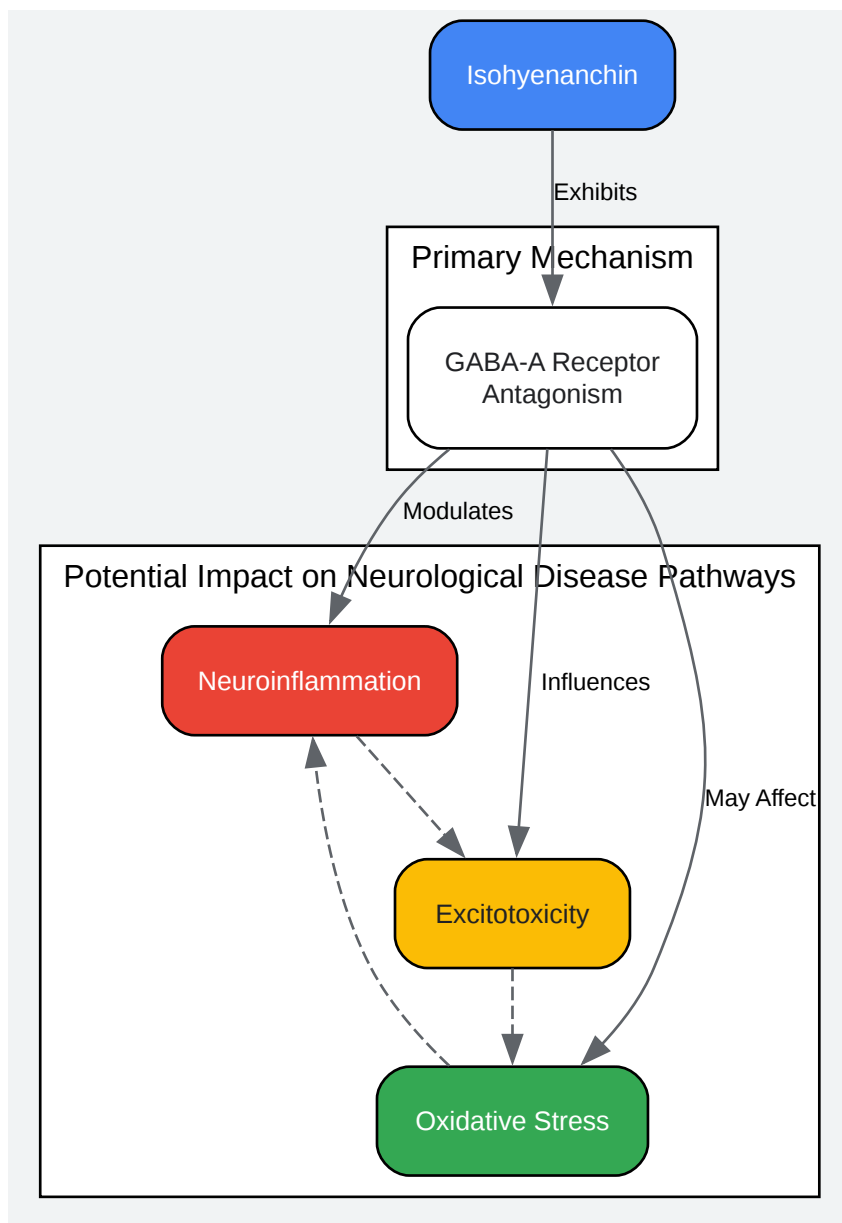 Isohyenanchin
Exhibits
Primary Mechanism
GABA-A Receptor
Antagonism
Modulates
Potential Impact on Neurological Disease Pathways
Neuroinflammation
Influences
May Affect
Excitotoxicity
Oxidative Stress